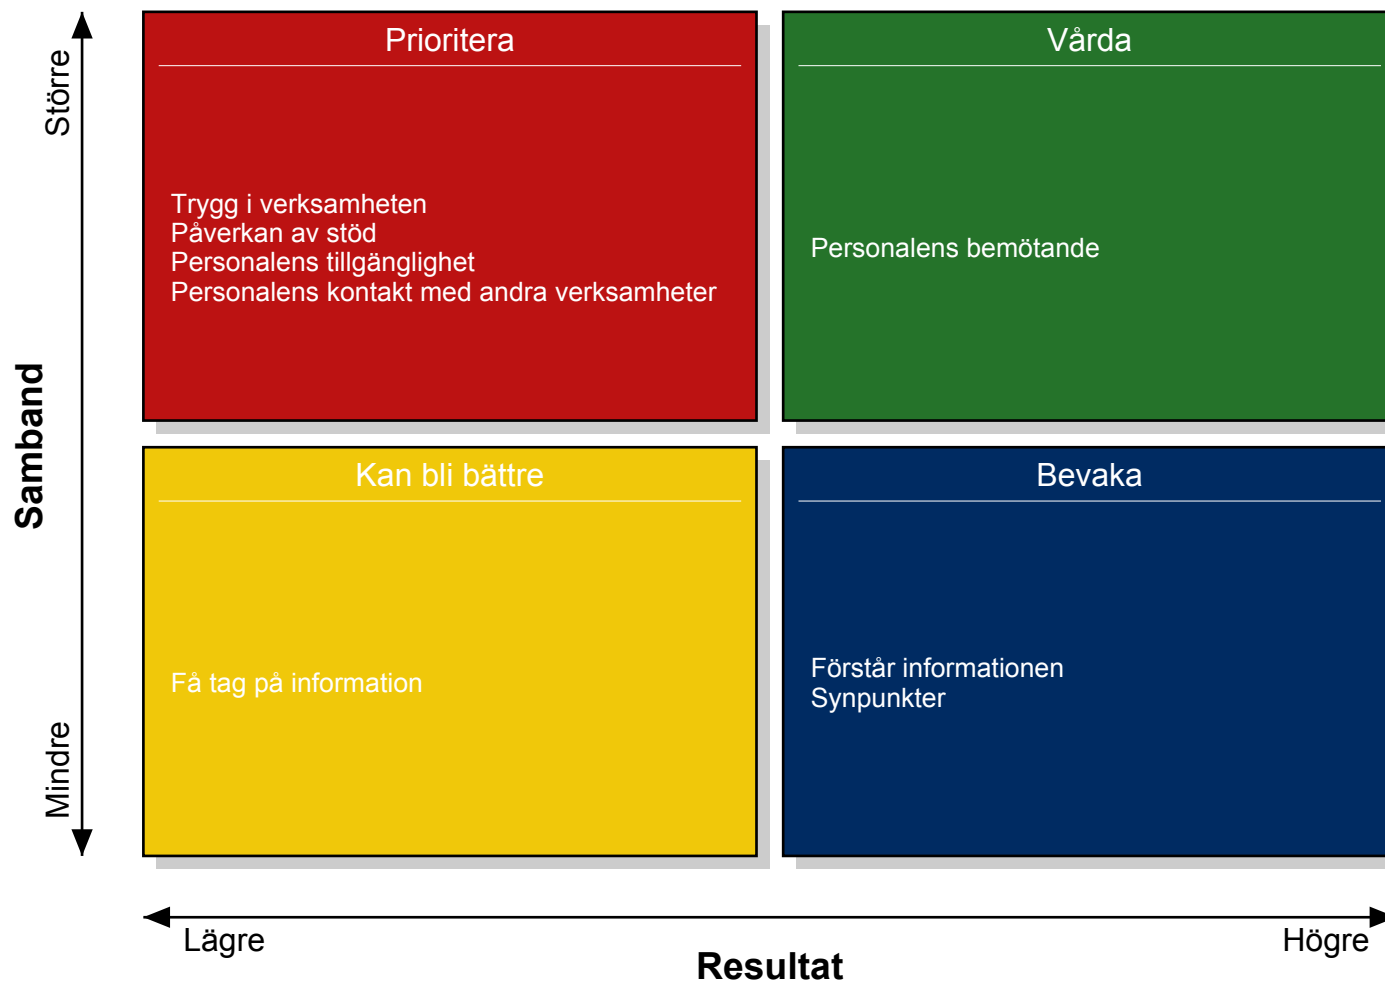 Prioritera
Vårda
Större
Trygg i verksamheten
Påverkan av stöd
Personalens tillgänglighet
Personalens kontakt med andra verksamheter
Personalens bemötande
Samband
Kan bli bättre
Bevaka
Få tag på information
Förstår informationen
Synpunkter
Mindre
Lägre
Högre
Resultat